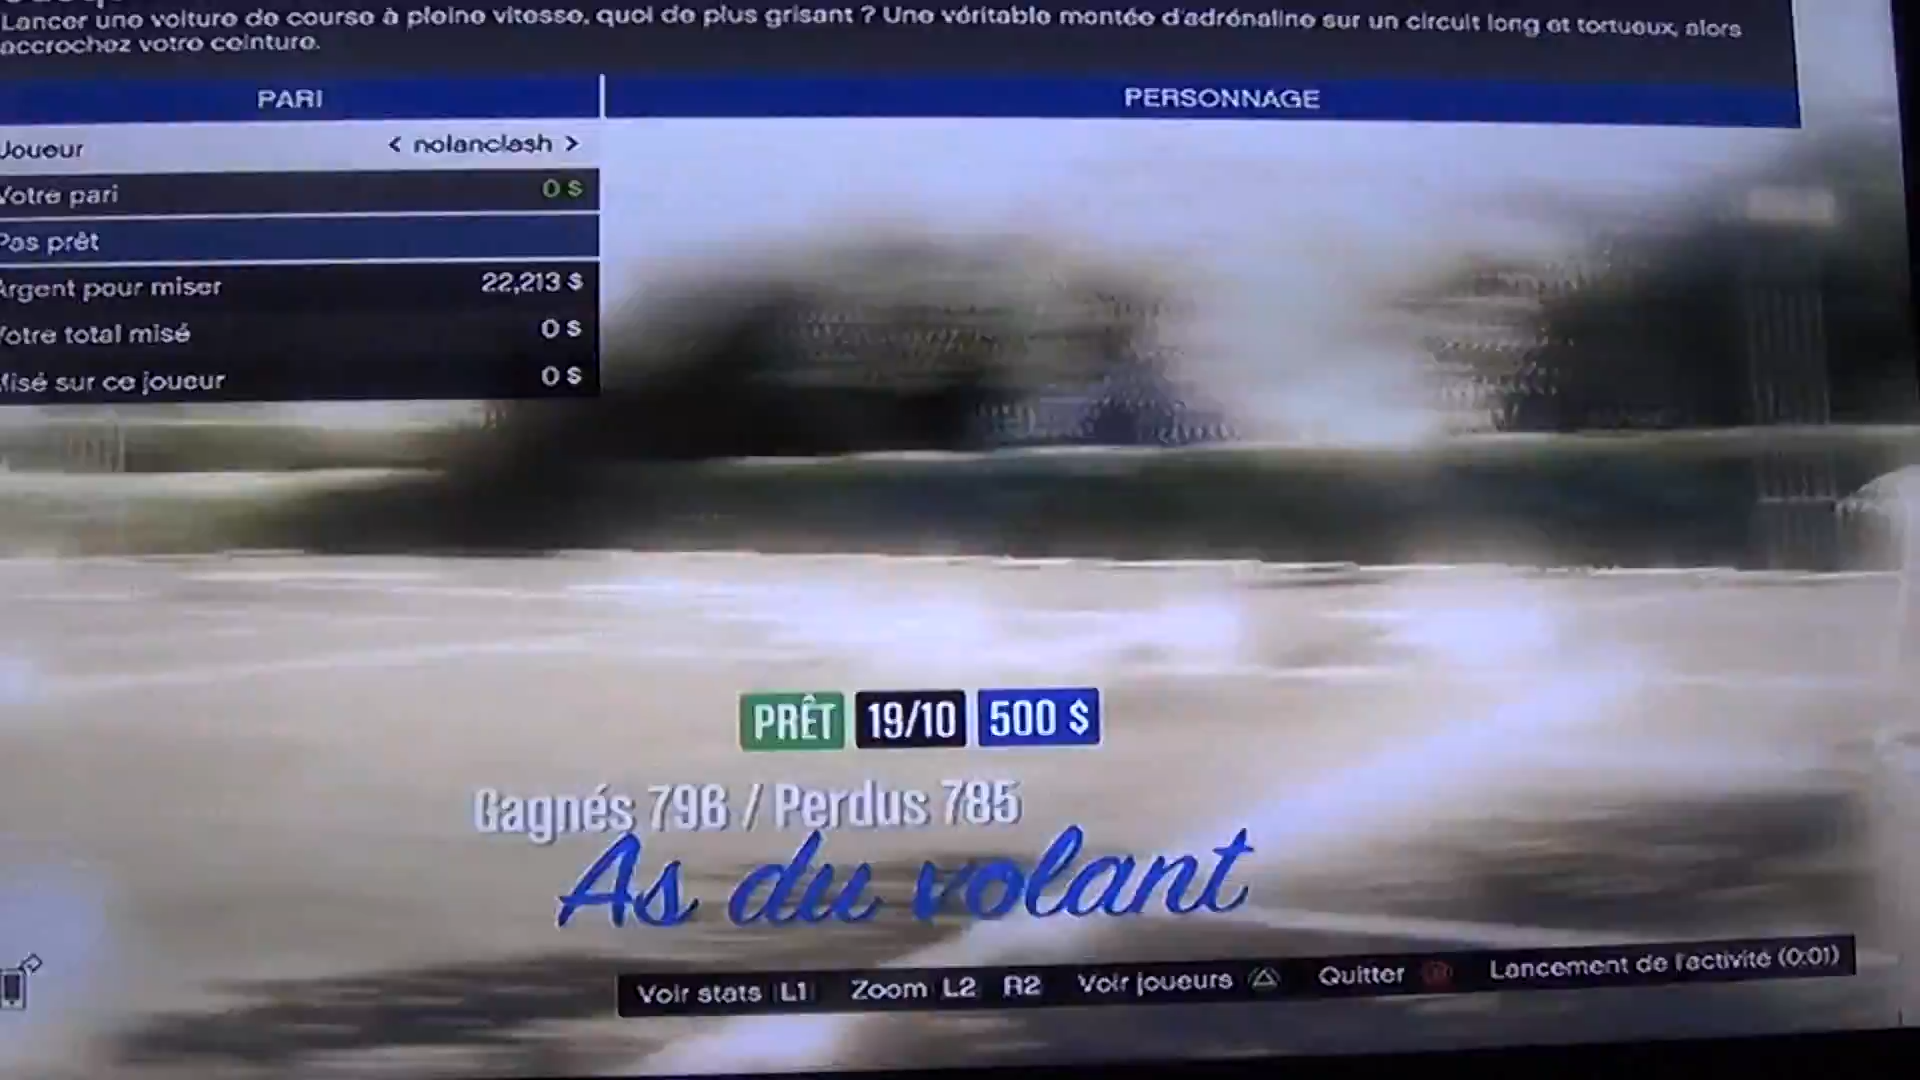 Lancer une voiture de course à pleine vitesse, quoi de plus grisant ? Une véritable montée d'adrénaline sur un circuit long et tortueux, alors
accrochez votre ceinture.
PARI
PERSONNAGE
Joueur < nolanclash >
Votre pari 0 $
Pas prêt
Argent pour miser 22,213 $
Votre total misé 0 $
Misé sur ce joueur 0 $
PRÊT 19/10 500 $
Gagnés 796 / Perdus 785
As du volant
Voir stats L1 Zoom L2 R2 Voir joueurs Quitter Lancement de l'activité (0:01)